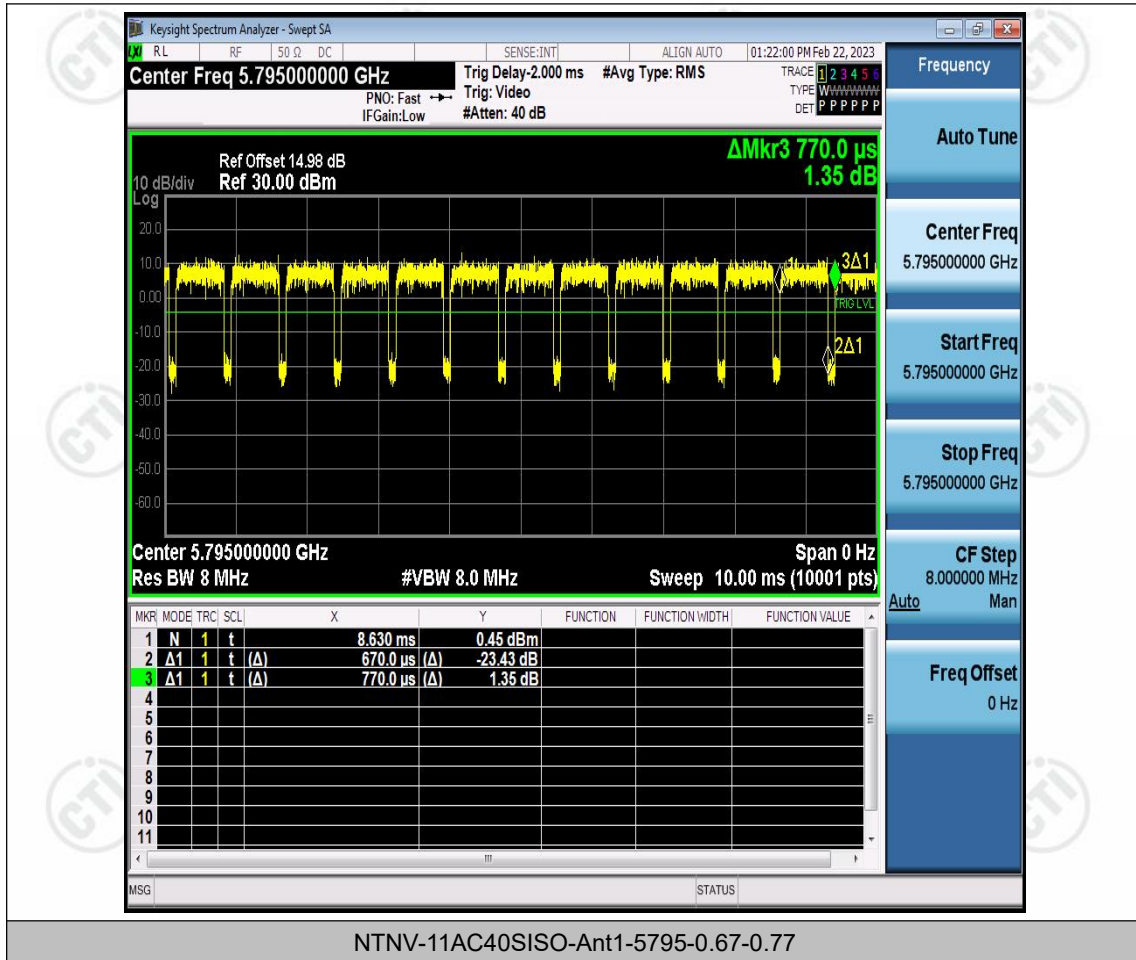 Keysight Spectrum Analyzer - Swept SA
LXI RL RF 50 Ω DC SENSE:INT ALIGN AUTO 01:22:00 PM Feb 22, 2023
Center Freq 5.795000000 GHz Trig Delay-2.000 ms #Avg Type: RMS TRACE 1 2 3 4 5 6
PNO: Fast Trig: Video TYPE WWWWWW
IFGain:Low #Atten: 40 dB DET P P P P P P
Frequency
Auto Tune
Center Freq
5.795000000 GHz
Start Freq
5.795000000 GHz
Stop Freq
5.795000000 GHz
CF Step
8.000000 MHz
Auto Man
Freq Offset
0 Hz
ΔMkr3 770.0 µs
1.35 dB
Ref Offset 14.98 dB
10 dB/div Ref 30.00 dBm
Log
20.0
10.0
0.00
-10.0
-20.0
-30.0
-40.0
-50.0
-60.0
3Δ1
TRIG LVL
2Δ1
Center 5.795000000 GHz Span 0 Hz
Res BW 8 MHz #VBW 8.0 MHz Sweep 10.00 ms (10001 pts)
MKR MODE TRC SCL X Y FUNCTION FUNCTION WIDTH FUNCTION VALUE
1 N 1 t 8.630 ms 0.45 dBm
2 Δ1 1 t (Δ) 670.0 µs (Δ) -23.43 dB
3 Δ1 1 t (Δ) 770.0 µs (Δ) 1.35 dB
4
5
6
7
8
9
10
11
MSG STATUS
NTNV-11AC40SISO-Ant1-5795-0.67-0.77
CTI
CTI
CTI
CTI
CTI
CTI